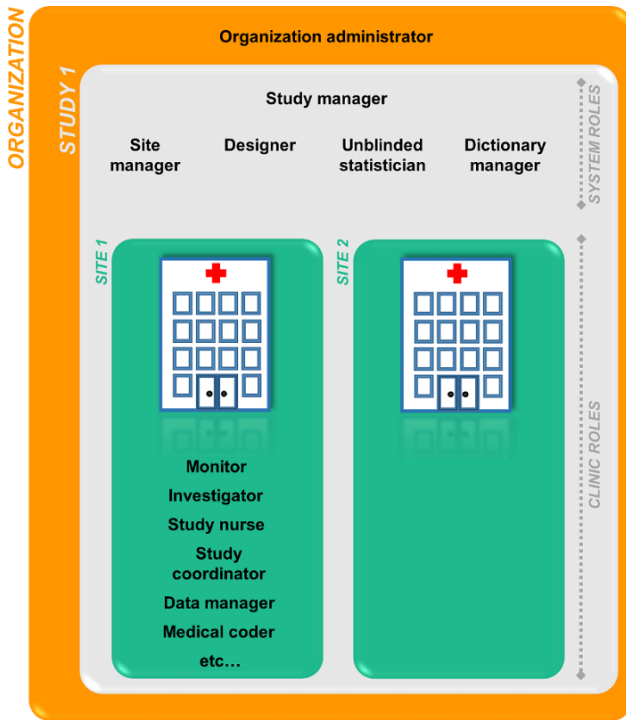 ORGANIZATION
Organization administrator
STUDY 1
Study manager
Site
manager
Designer
Unblinded
statistician
Dictionary
manager
SYSTEM ROLES
SITE 1
SITE 2
Monitor
Investigator
Study nurse
Study
coordinator
Data manager
Medical coder
etc...
CLINIC ROLES